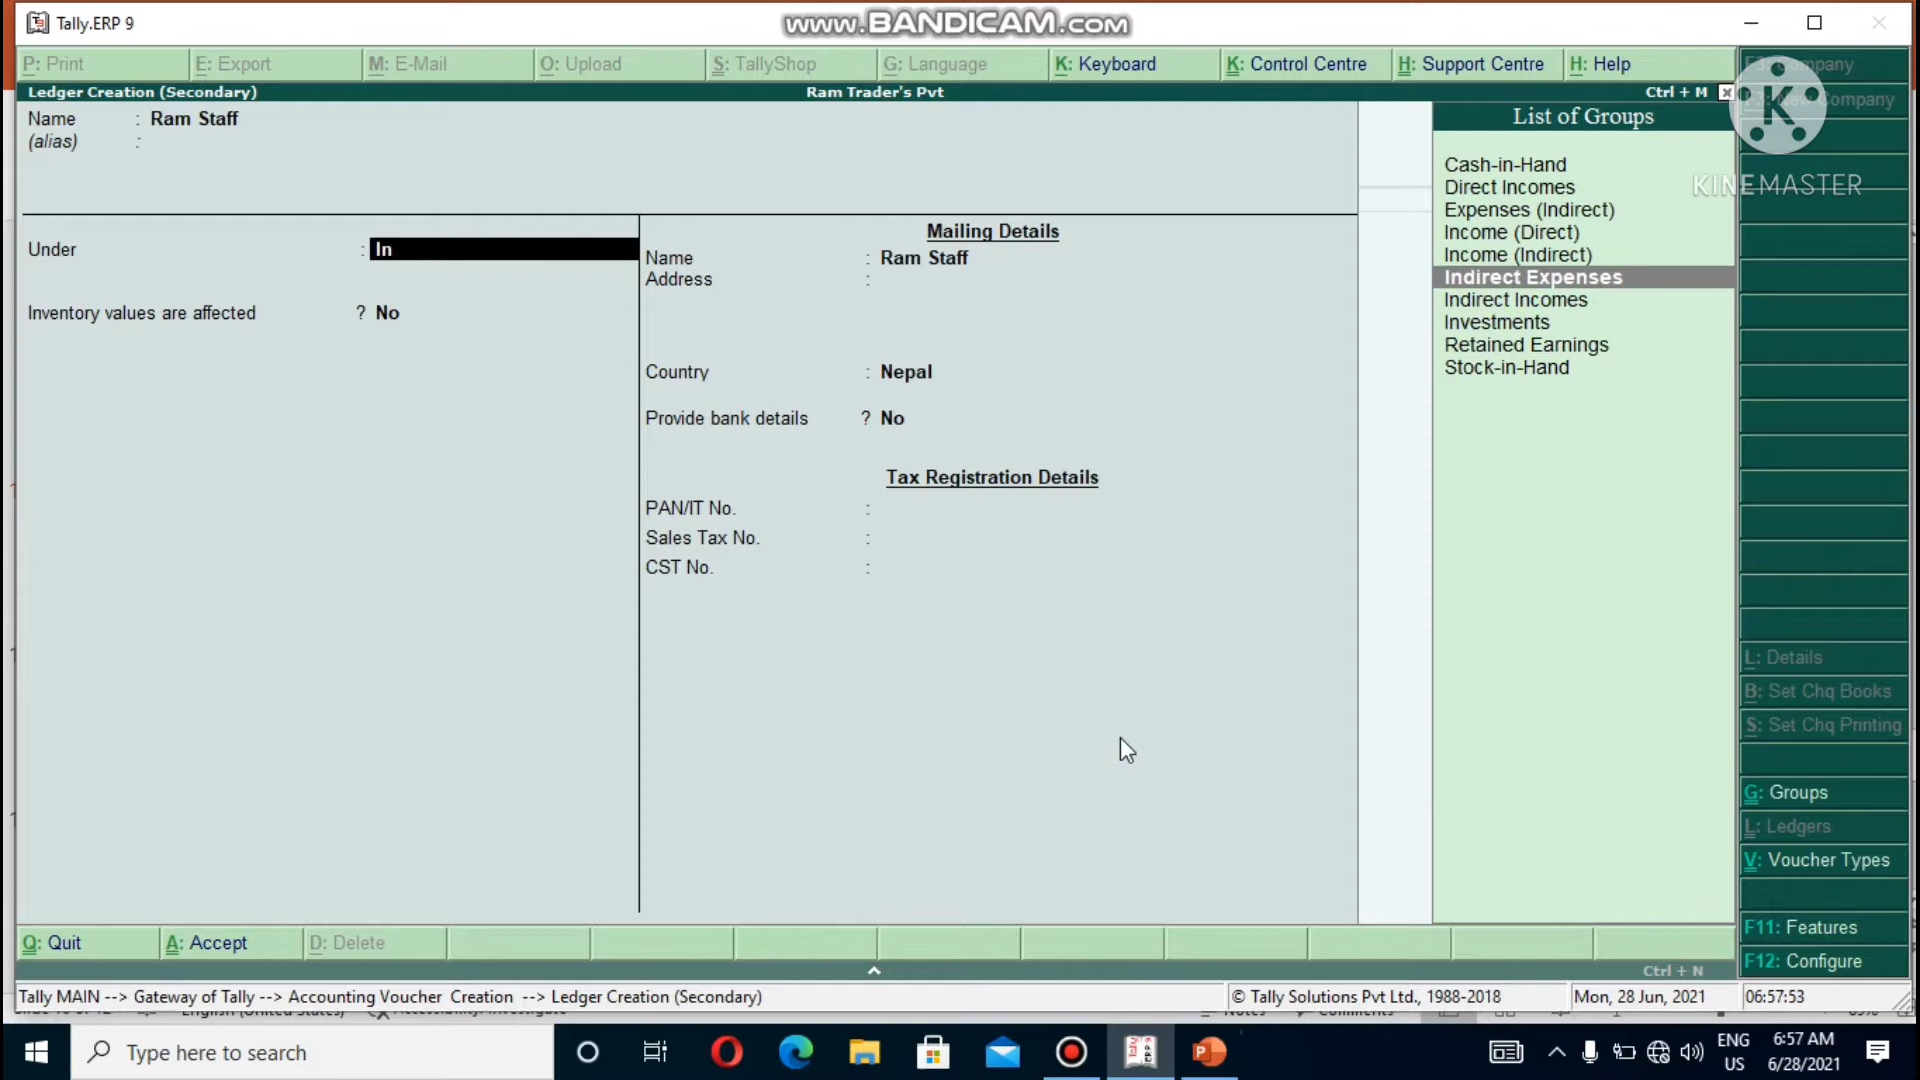 Tally.ERP 9
www.BANDICAM.com
P: Print
E: Export
M: E-Mail
O: Upload
S: TallyShop
G: Language
K: Keyboard
K: Control Centre
H: Support Centre
H: Help
Ledger Creation (Secondary)
Ram Trader's Pvt
Ctrl + M
Name : Ram Staff
(alias) :
Under : In
Inventory values are affected ? No
Mailing Details
Name : Ram Staff
Address :
Country : Nepal
Provide bank details ? No
Tax Registration Details
PAN/IT No. :
Sales Tax No. :
CST No. :
List of Groups
Cash-in-Hand
Direct Incomes
Expenses (Indirect)
Income (Direct)
Income (Indirect)
Indirect Expenses
Indirect Incomes
Investments
Retained Earnings
Stock-in-Hand
Company
Company
K
KINEMASTER
L: Details
B: Set Chq Books
S: Set Chq Printing
G: Groups
L: Ledgers
V: Voucher Types
F11: Features
F12: Configure
Q: Quit
A: Accept
D: Delete
Ctrl + N
Tally MAIN --> Gateway of Tally --> Accounting Voucher Creation --> Ledger Creation (Secondary)
© Tally Solutions Pvt Ltd., 1988-2018
Mon, 28 Jun, 2021
06:57:53
Type here to search
ENG
US
6:57 AM
6/28/2021